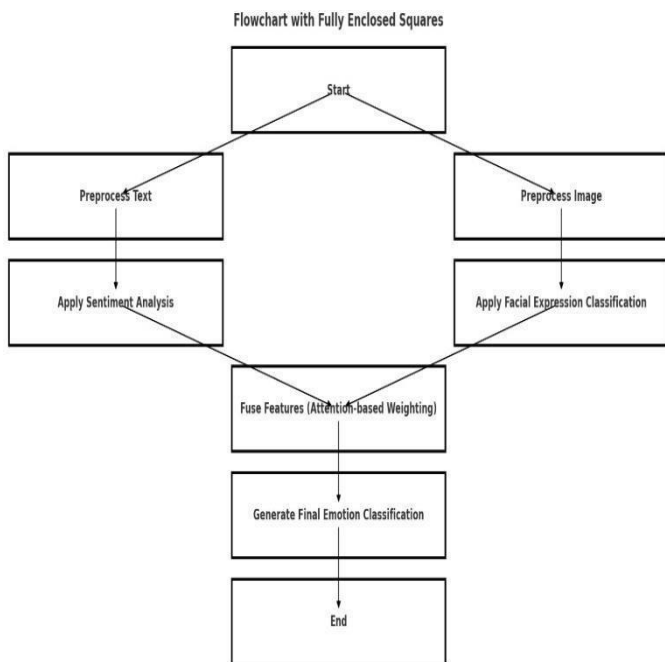 Flowchart with Fully Enclosed Squares
Start
Preprocess Text
Preprocess Image
Apply Sentiment Analysis
Apply Facial Expression Classification
Fuse Features (Attention-based Weighting)
Generate Final Emotion Classification
End